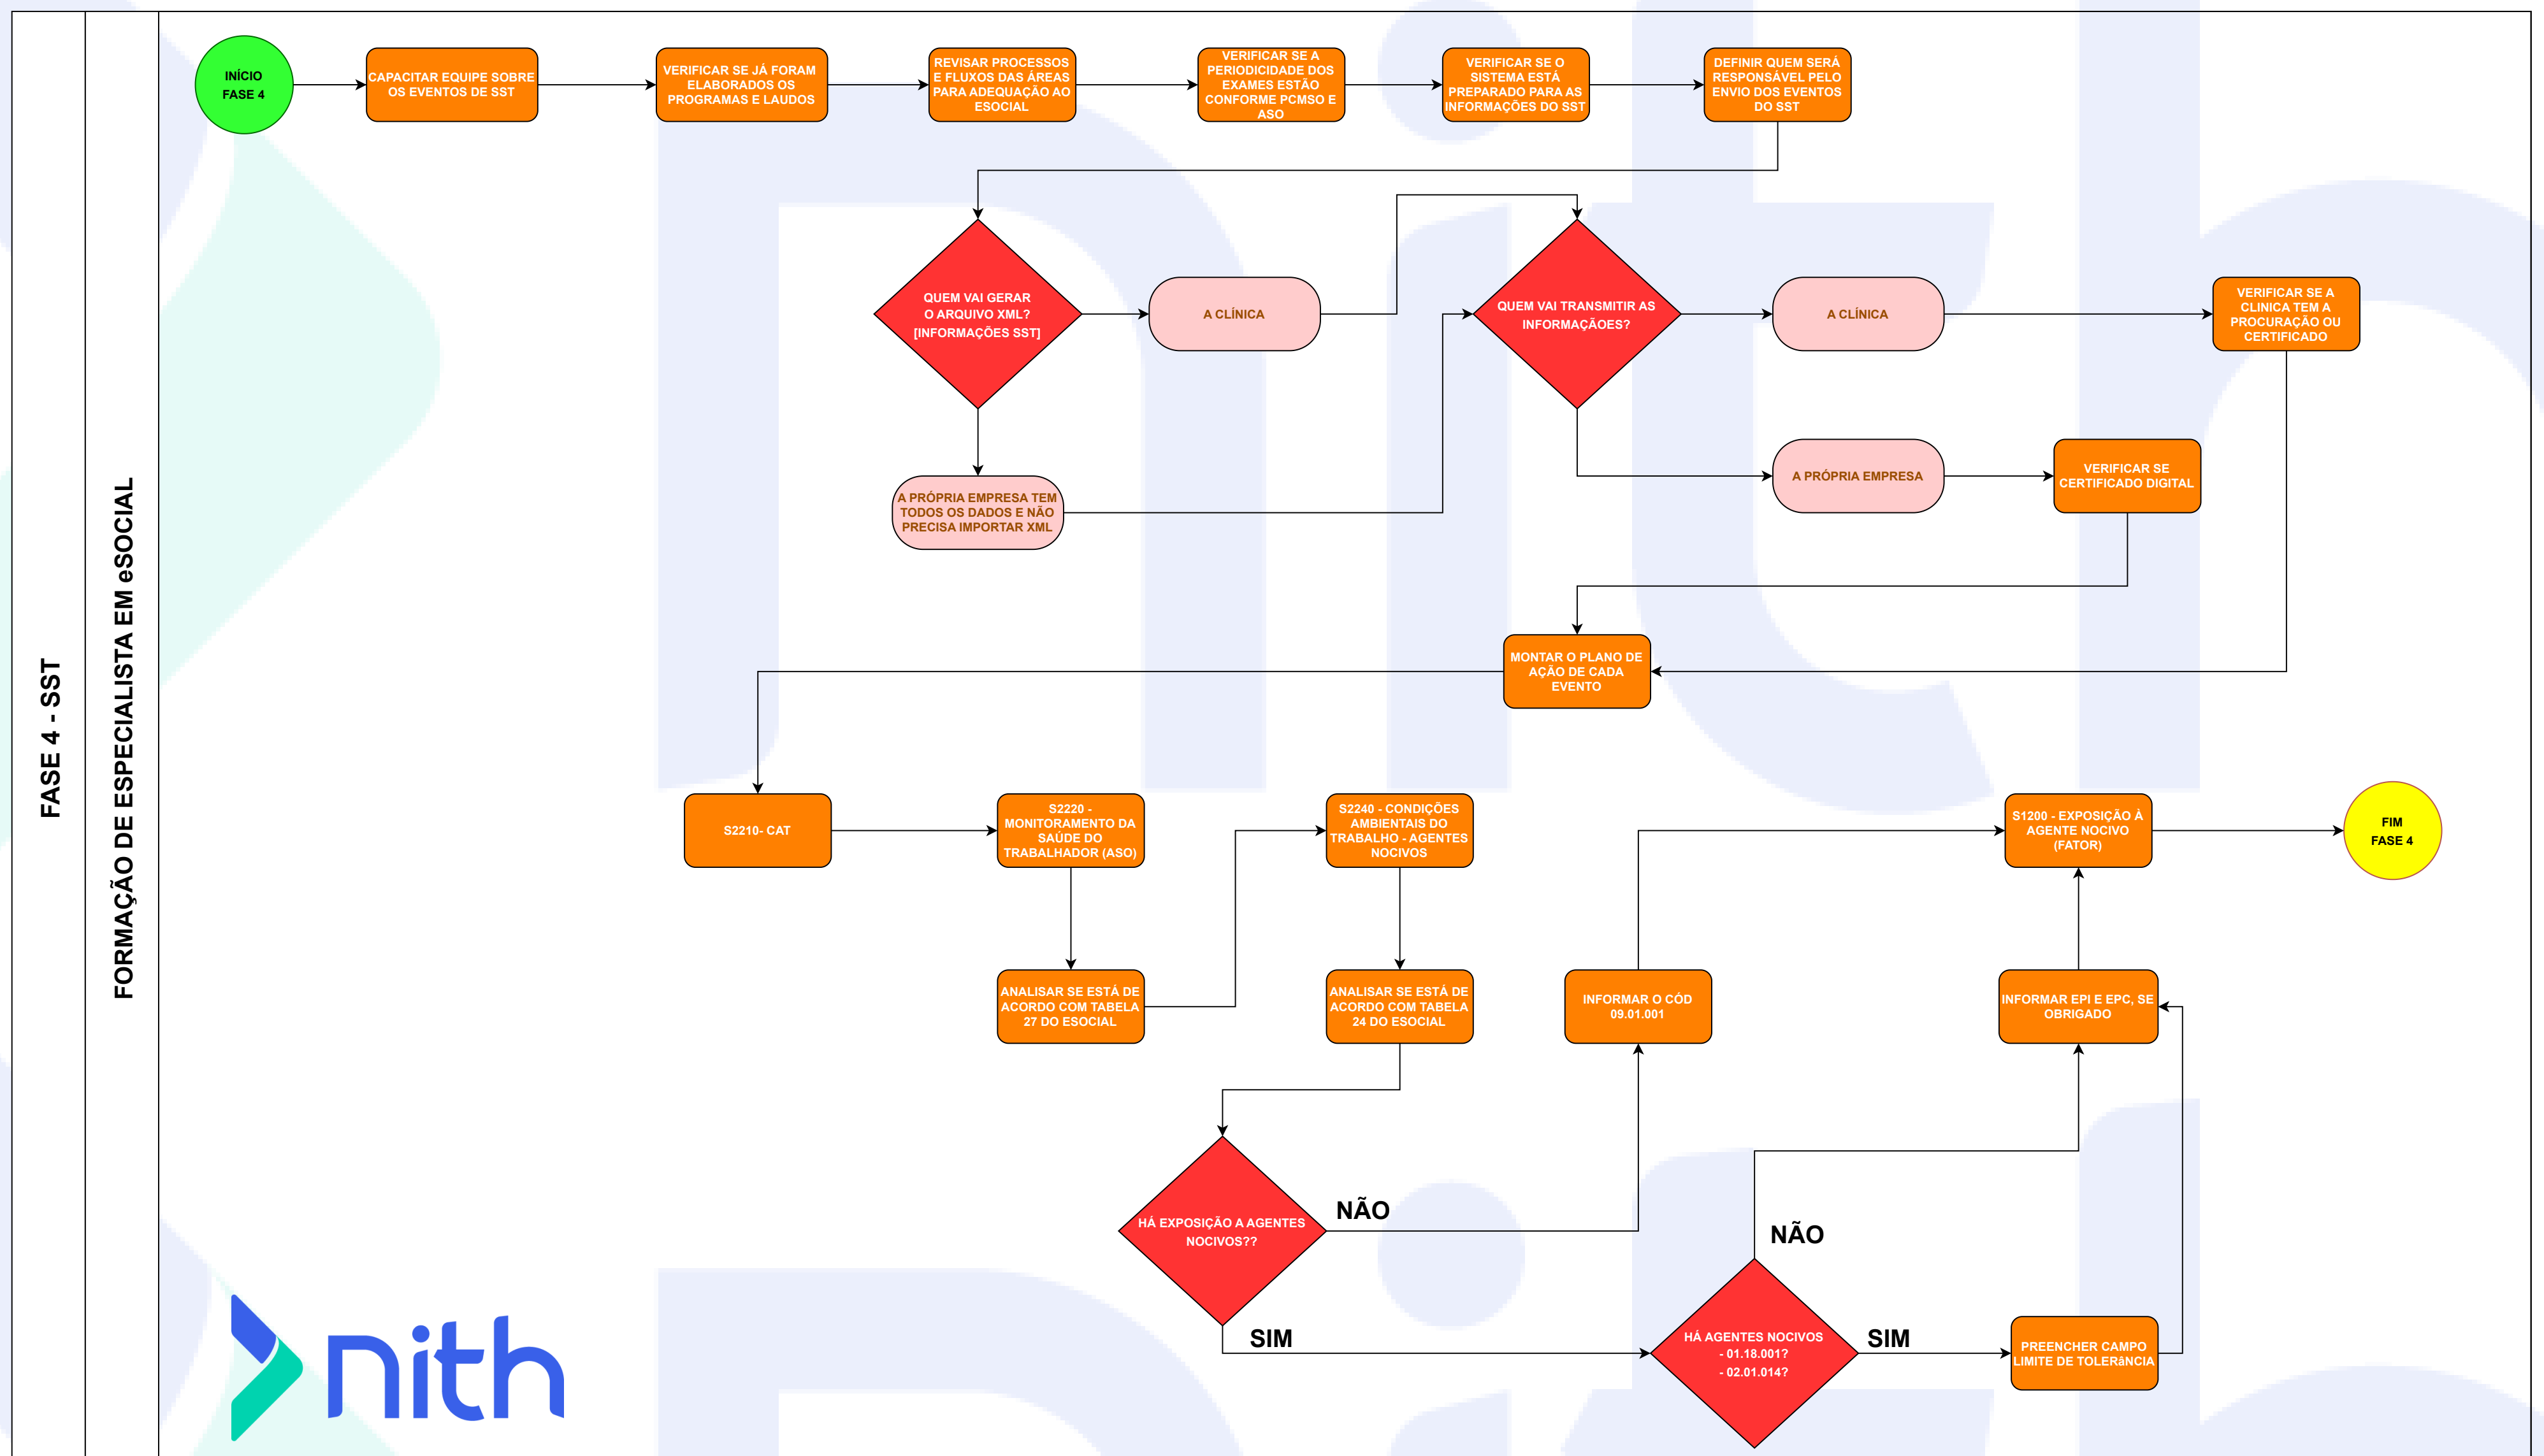 FASE 4 - SST
FORMAÇÃO DE ESPECIALISTA EM eSOCIAL
INÍCIO
FASE 4
CAPACITAR EQUIPE SOBRE
OS EVENTOS DE SST
VERIFICAR SE JÁ FORAM
ELABORADOS OS
PROGRAMAS E LAUDOS
REVISAR PROCESSOS
E FLUXOS DAS ÁREAS
PARA ADEQUAÇÃO AO
ESOCIAL
VERIFICAR SE A
PERIODICIDADE DOS
EXAMES ESTÃO
CONFORME PCMSO E
ASO
VERIFICAR SE O
SISTEMA ESTÁ
PREPARADO PARA AS
INFORMAÇÕES DO SST
DEFINIR QUEM SERÁ
RESPONSÁVEL PELO
ENVIO DOS EVENTOS
DO SST
QUEM VAI GERAR
O ARQUIVO XML?
[INFORMAÇÕES SST]
A CLÍNICA
QUEM VAI TRANSMITIR AS
INFORMAÇÃOES?
A CLÍNICA
VERIFICAR SE A
CLINICA TEM A
PROCURAÇÃO OU
CERTIFICADO
A PRÓPRIA EMPRESA TEM
TODOS OS DADOS E NÃO
PRECISA IMPORTAR XML
A PRÓPRIA EMPRESA
VERIFICAR SE
CERTIFICADO DIGITAL
MONTAR O PLANO DE
AÇÃO DE CADA
EVENTO
S2210- CAT
S2220 -
MONITORAMENTO DA
SAÚDE DO
TRABALHADOR (ASO)
S2240 - CONDIÇÕES
AMBIENTAIS DO
TRABALHO - AGENTES
NOCIVOS
S1200 - EXPOSIÇÃO À
AGENTE NOCIVO
(FATOR)
FIM
FASE 4
ANALISAR SE ESTÁ DE
ACORDO COM TABELA
27 DO ESOCIAL
ANALISAR SE ESTÁ DE
ACORDO COM TABELA
24 DO ESOCIAL
INFORMAR O CÓD
09.01.001
INFORMAR EPI E EPC, SE
OBRIGADO
HÁ EXPOSIÇÃO A AGENTES
NOCIVOS??
NÃO
SIM
NÃO
HÁ AGENTES NOCIVOS
- 01.18.001?
- 02.01.014?
SIM
PREENCHER CAMPO
LIMITE DE TOLERâNCIA
nith